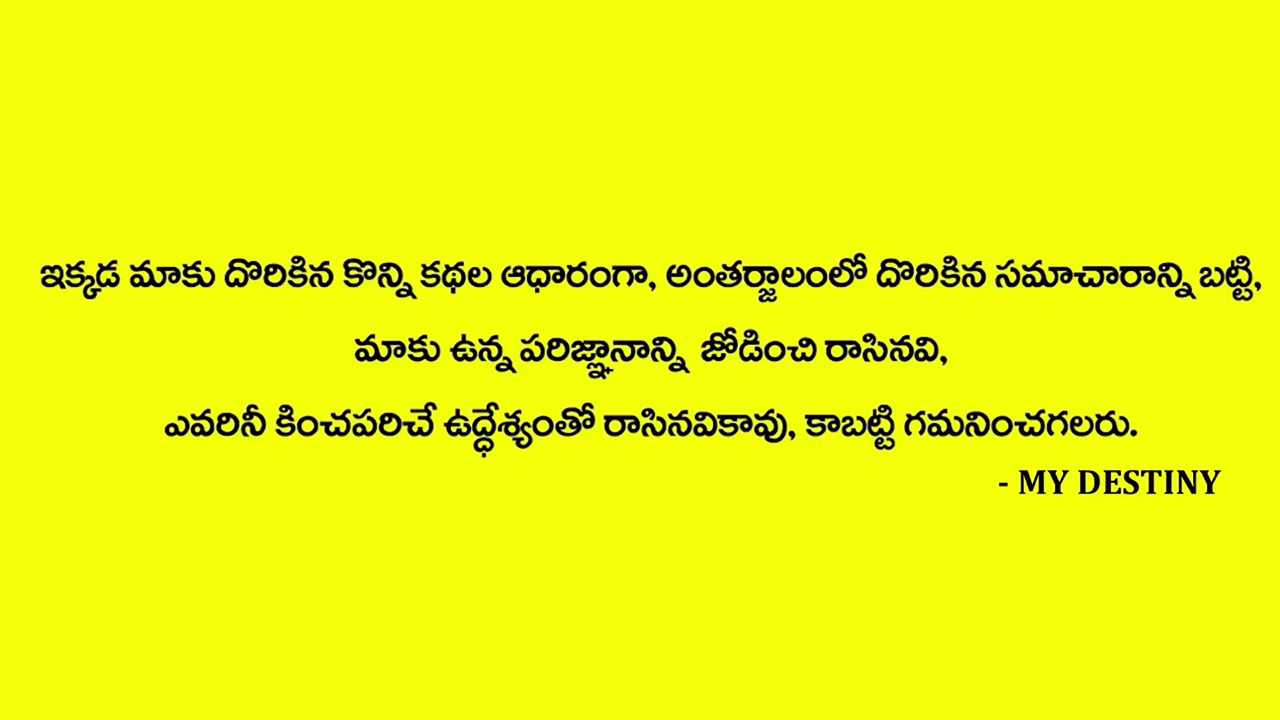 ఇక్కడ మాకు దొరికిన కొన్ని కథల ఆధారంగా, అంతర్జాలంలో దొరికిన సమాచారాన్ని బట్టి,
మాకు ఉన్న పరిజ్ఞానాన్ని జోడించి రాసినవి,
ఎవరినీ కించపరిచే ఉద్ధేశ్యంతో రాసినవికావు, కాబట్టి గమనించగలరు.
- MY DESTINY